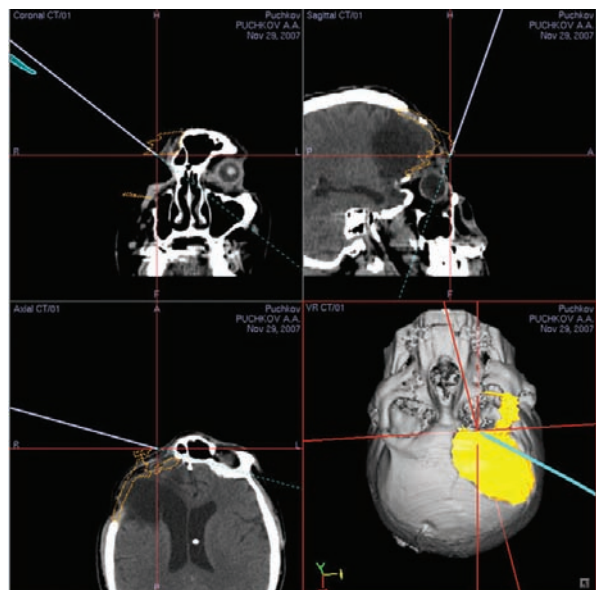 Coronal CT/01
Puchkov
PUCHKOV A.A.
Nov 29, 2007
H
R
L
F
Sagittal CT/01
Puchkov
PUCHKOV A.A.
Nov 29, 2007
H
P
A
F
Axial CT/01
Puchkov
PUCHKOV A.A.
Nov 29, 2007
A
R
L
P
VR CT/01
Puchkov
PUCHKOV A.A.
Nov 29, 2007